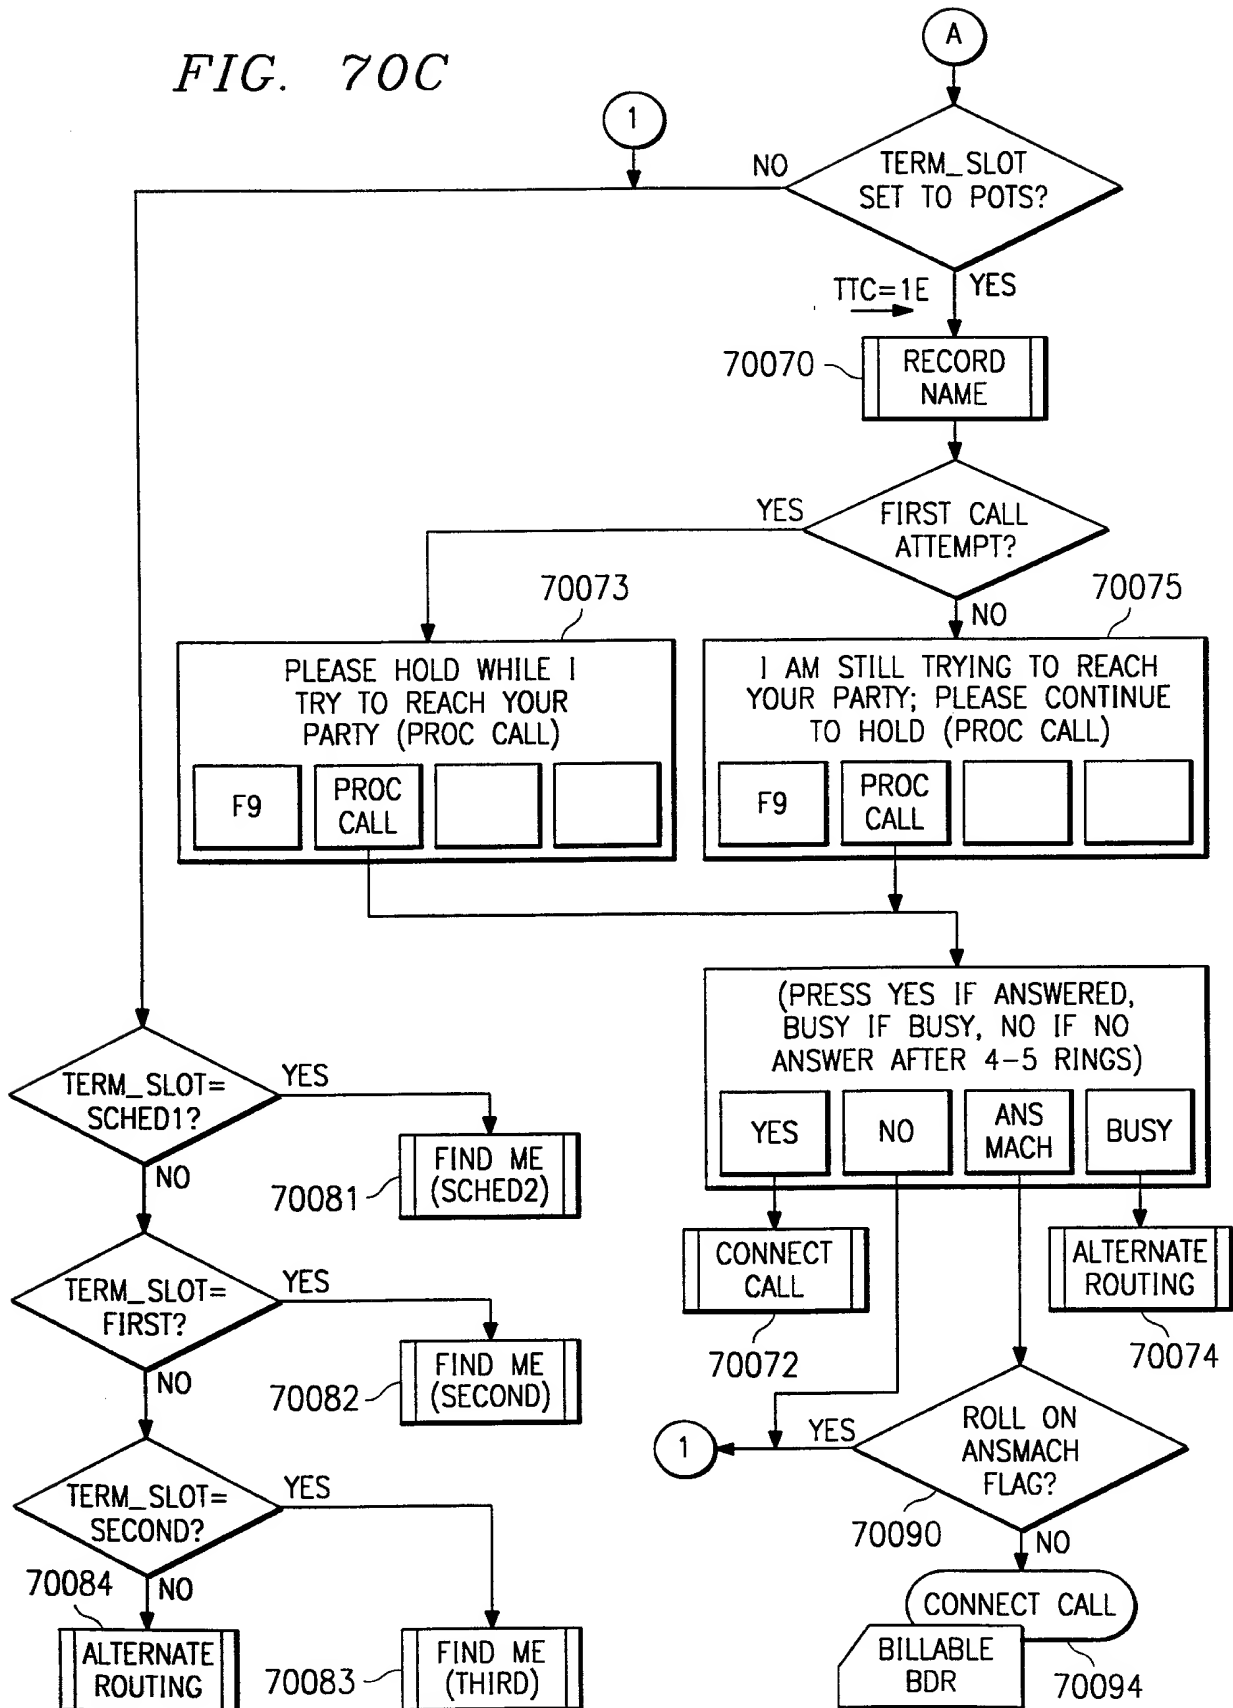 FIG. 70C
A
1
NO
TERM_SLOT
SET TO POTS?
TTC=1E
YES
70070
RECORD
NAME
YES
FIRST CALL
ATTEMPT?
NO
70073
PLEASE HOLD WHILE I
TRY TO REACH YOUR
PARTY (PROC CALL)
F9
PROC
CALL
70075
I AM STILL TRYING TO REACH
YOUR PARTY; PLEASE CONTINUE
TO HOLD (PROC CALL)
F9
PROC
CALL
(PRESS YES IF ANSWERED,
BUSY IF BUSY, NO IF NO
ANSWER AFTER 4-5 RINGS)
YES
NO
ANS
MACH
BUSY
CONNECT
CALL
70072
ALTERNATE
ROUTING
70074
1
YES
ROLL ON
ANSMACH
FLAG?
70090
NO
CONNECT CALL
BILLABLE
BDR
70094
TERM_SLOT=
SCHED1?
YES
FIND ME
(SCHED2)
70081
NO
TERM_SLOT=
FIRST?
YES
FIND ME
(SECOND)
70082
NO
TERM_SLOT=
SECOND?
YES
FIND ME
(THIRD)
70083
NO
70084
ALTERNATE
ROUTING